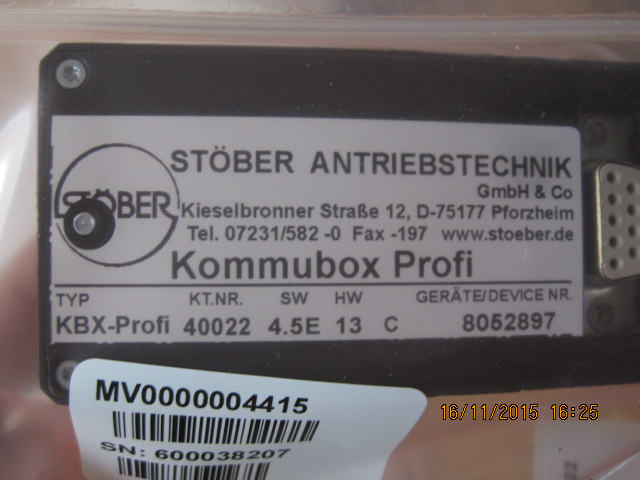 STÖBER
STÖBER ANTRIEBSTECHNIK
GmbH & Co
Kieselbronner Straße 12, D-75177 Pforzheim
Tel. 07231/582 -0 Fax -197 www.stoeber.de
Kommubox Profi
TYP KT.NR. SW HW GERÄTE/DEVICE NR.
KBX-Profi 40022 4.5E 13 C 8052897
MV0000004415
SN: 600038207
16/11/2015 16:25